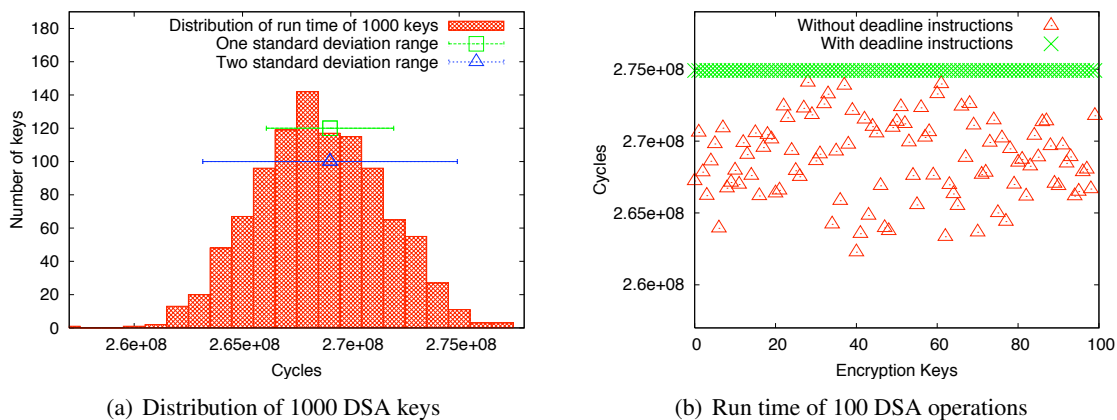 Distribution of run time of 1000 keys
One standard deviation range
Two standard deviation range
Number of keys
180
160
140
120
100
80
60
40
20
0
2.6e+08
2.65e+08
2.7e+08
2.75e+08
Cycles
(a) Distribution of 1000 DSA keys
Without deadline instructions
With deadline instructions
Cycles
2.75e+08
2.7e+08
2.65e+08
2.6e+08
0
20
40
60
80
100
Encryption Keys
(b) Run time of 100 DSA operations